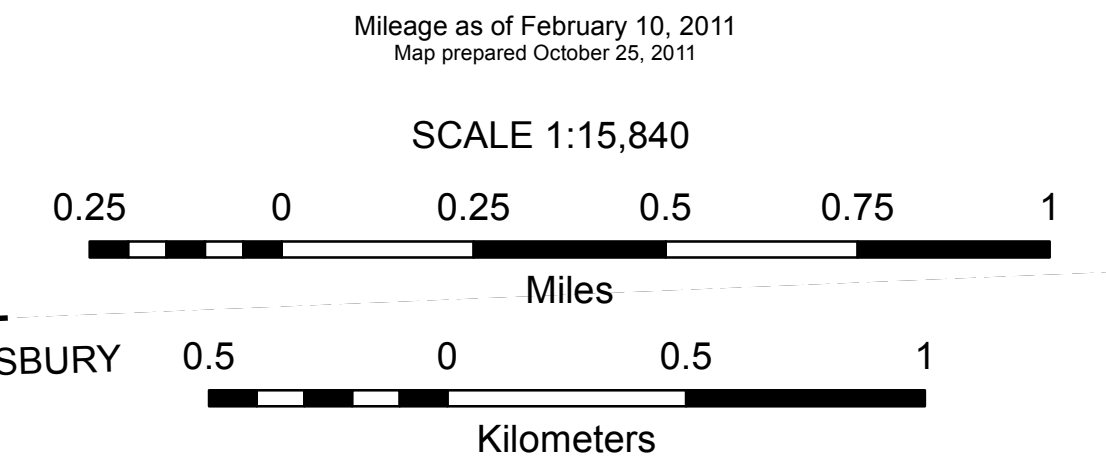 Mileage as of February 10, 2011
Map prepared October 25, 2011
SCALE 1:15,840
0.25 0 0.25 0.5 0.75 1
Miles
SBURY
0.5 0 0.5 1
Kilometers